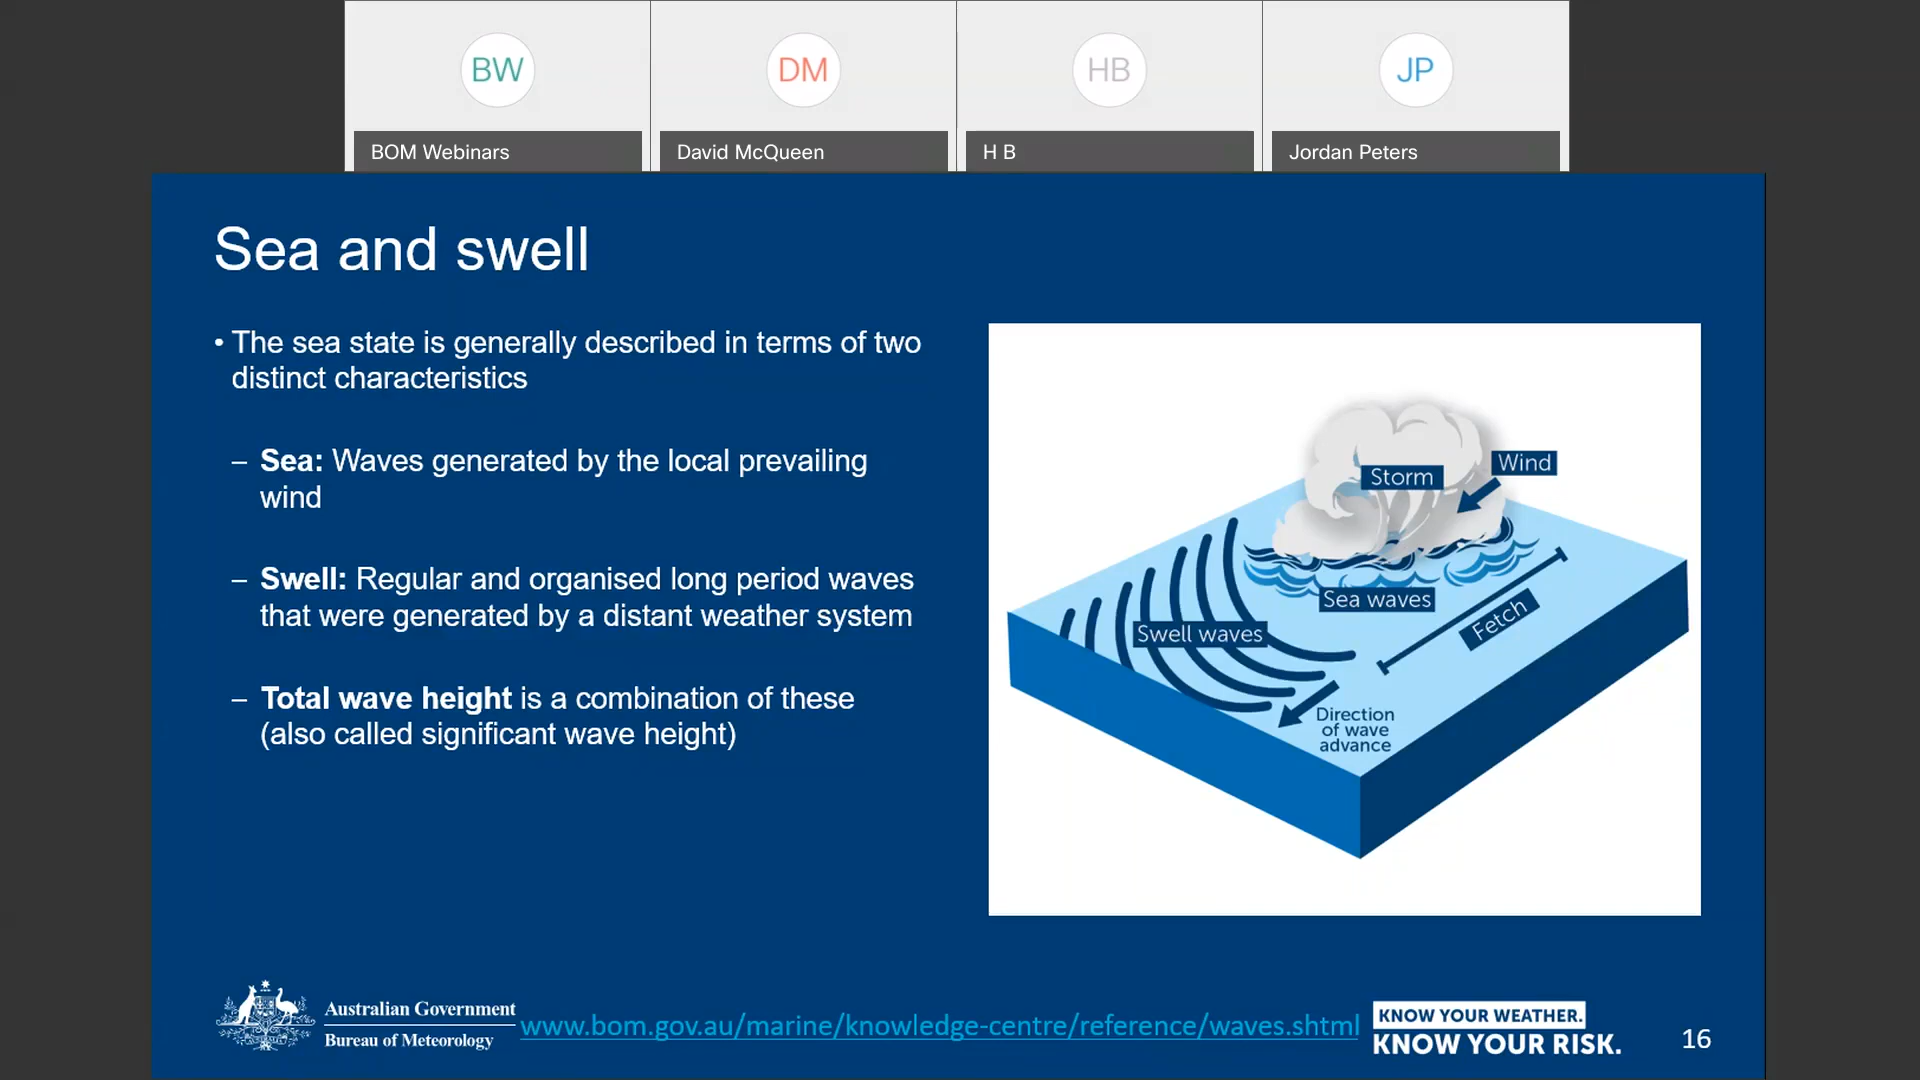 BW
DM
HB
JP
BOM Webinars
David McQueen
H B
Jordan Peters
Sea and swell
• The sea state is generally described in terms of two
distinct characteristics
– Sea: Waves generated by the local prevailing
wind
– Swell: Regular and organised long period waves
that were generated by a distant weather system
– Total wave height is a combination of these
(also called significant wave height)
Storm
Wind
Sea waves
Fetch
Swell waves
Direction
of wave
advance
Australian Government
Bureau of Meteorology
www.bom.gov.au/marine/knowledge-centre/reference/waves.shtml
KNOW YOUR WEATHER.
KNOW YOUR RISK.
16